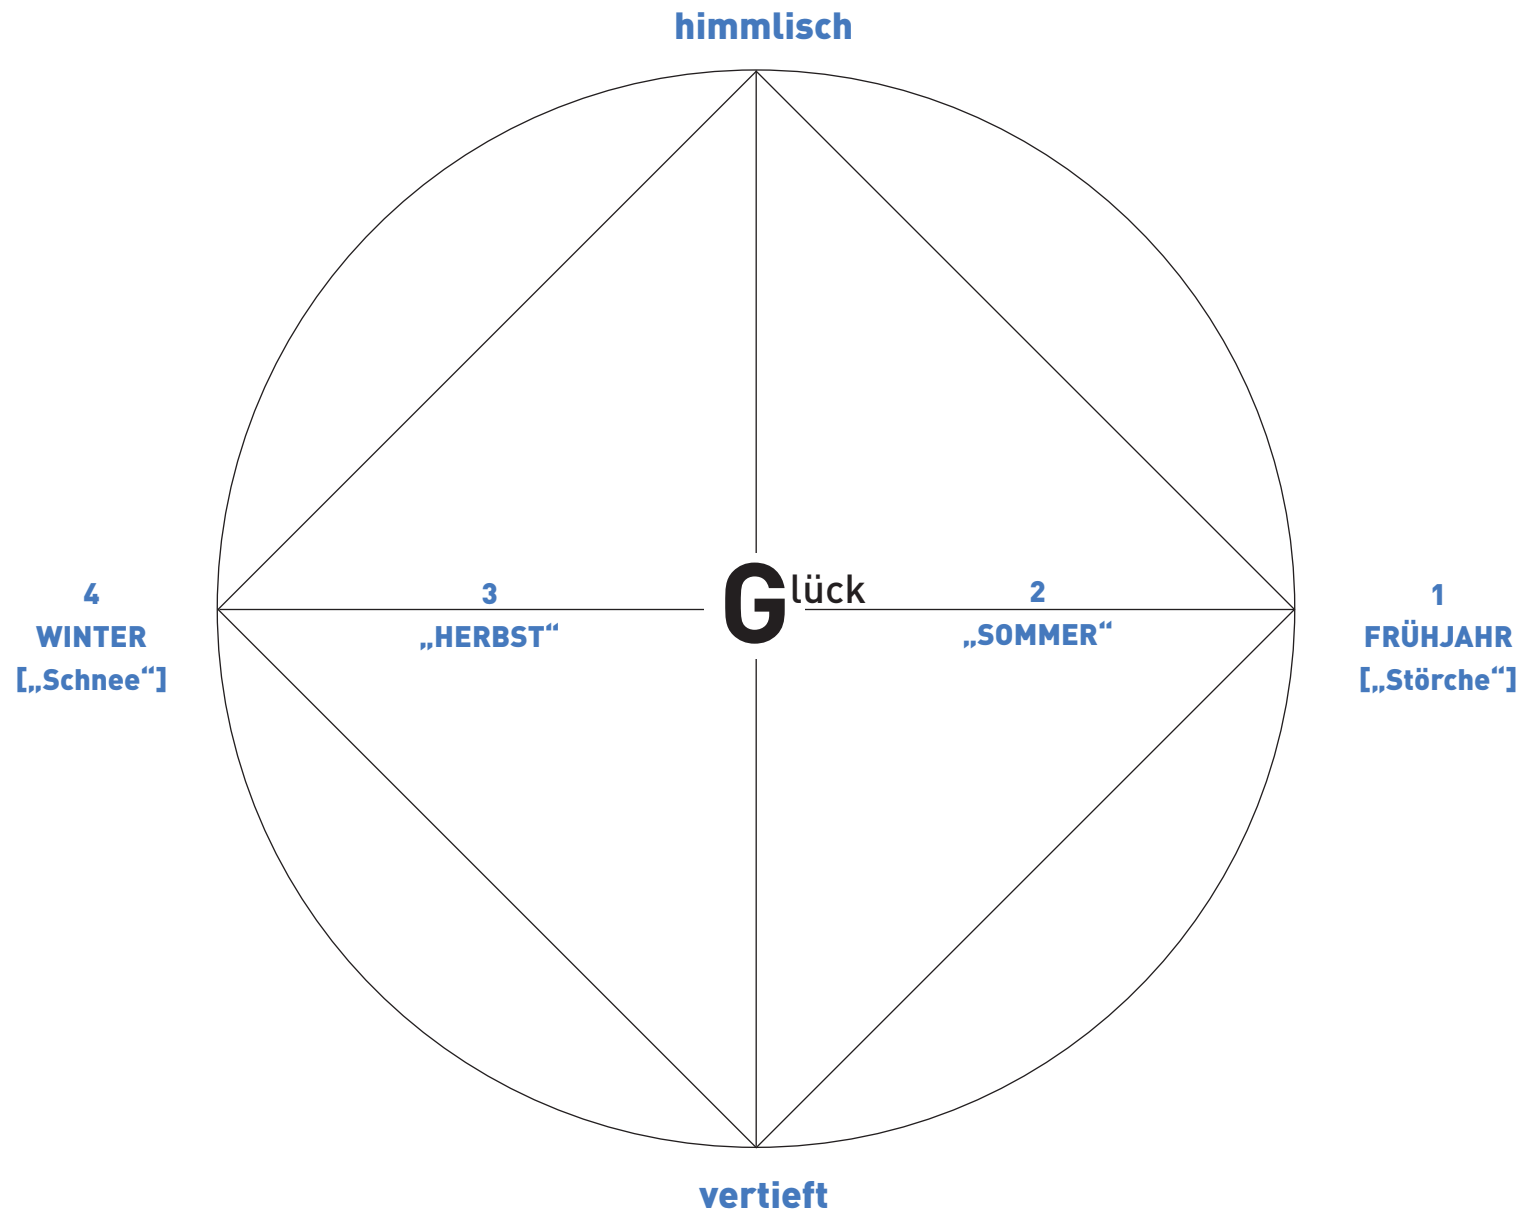 himmlisch
4
WINTER
[„Schnee“]
3
„HERBST“
Glück
2
„SOMMER“
1
FRÜHJAHR
[„Störche“]
vertieft